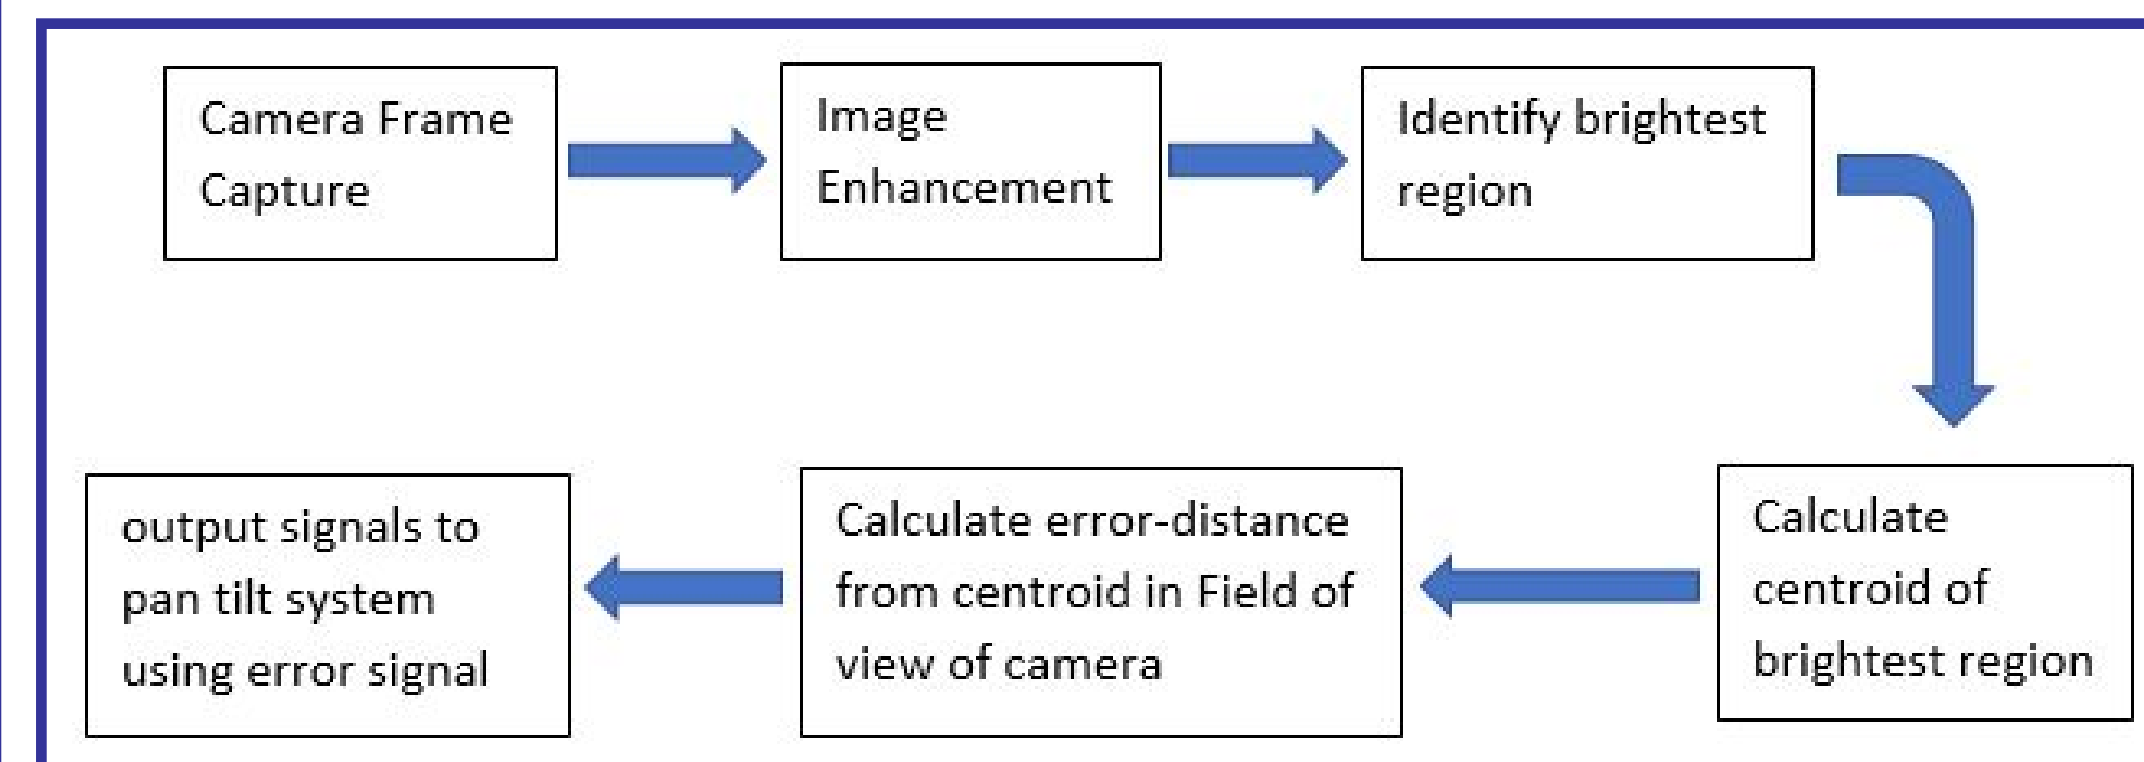 Camera Frame
Capture
Image
Enhancement
Identify brightest
region
Calculate
centroid of
brightest region
Calculate error-distance
from centroid in Field of
view of camera
output signals to
pan tilt system
using error signal